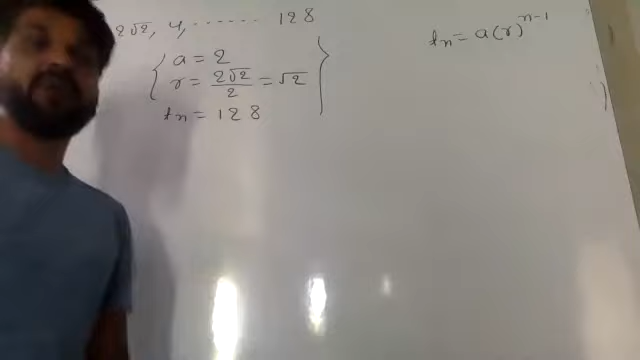 2√2, 4, ...... 128
a = 2
r = 2√2/2 = √2
tn = 128
tn = a(r)^n-1